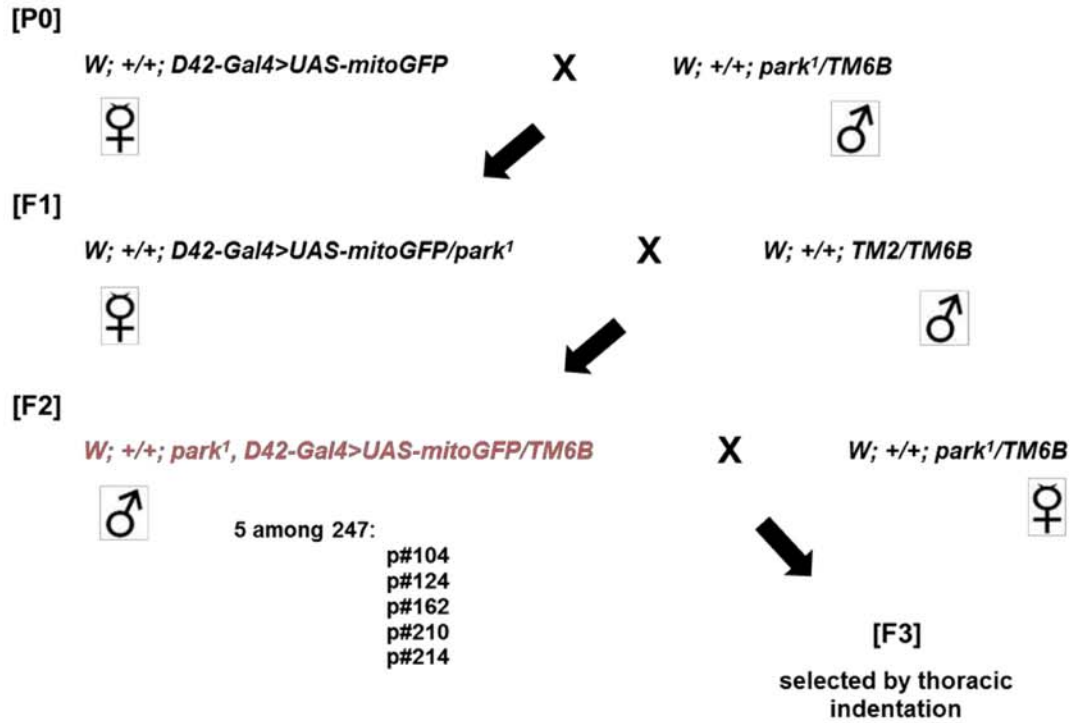 [P0]
W; +/+; D42-Gal4>UAS-mitoGFP X W; +/+; park¹/TM6B
[F1]
W; +/+; D42-Gal4>UAS-mitoGFP/park¹ X W; +/+; TM2/TM6B
[F2]
W; +/+; park¹, D42-Gal4>UAS-mitoGFP/TM6B X W; +/+; park¹/TM6B
5 among 247:
p#104
p#124
p#162
p#210
p#214
[F3]
selected by thoracic
indentation